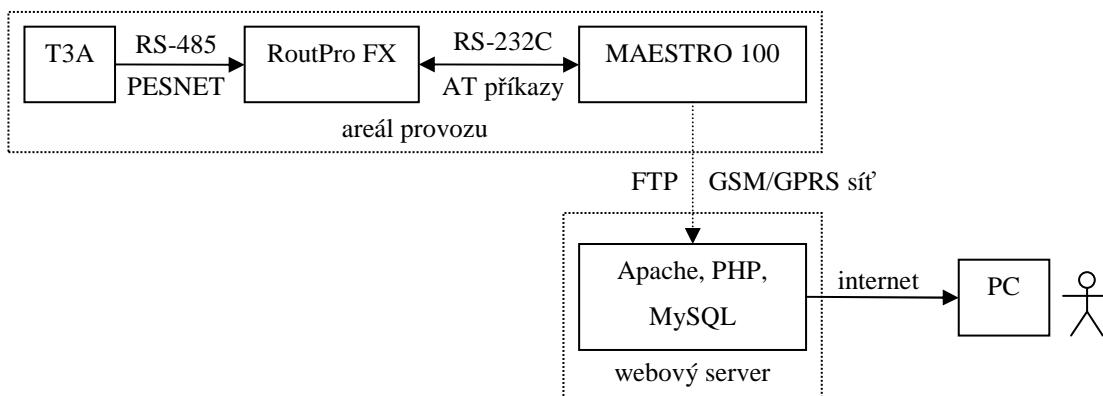 T3A
RS-485
PESNET
RoutPro FX
RS-232C
AT příkazy
MAESTRO 100
areál provozu
FTP
GSM/GPRS síť
Apache, PHP,
MySQL
internet
PC
webový server